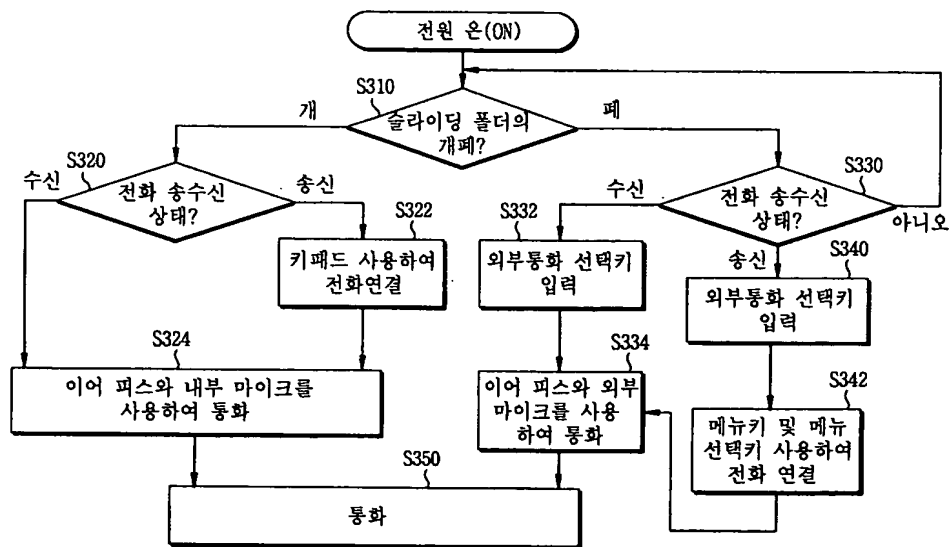 전원 온(ON)
S310
개
슬라이딩 폴더의
개폐?
폐
S320
수신
전화 송수신
상태?
송신
S330
수신
전화 송수신
상태?
아니오
송신
S322
키패드 사용하여
전화연결
S332
외부통화 선택키
입력
S340
외부통화 선택키
입력
S324
이어 피스와 내부 마이크를
사용하여 통화
S334
이어 피스와 외부
마이크를 사용
하여 통화
S342
메뉴키 및 메뉴
선택키 사용하여
전화 연결
S350
통화